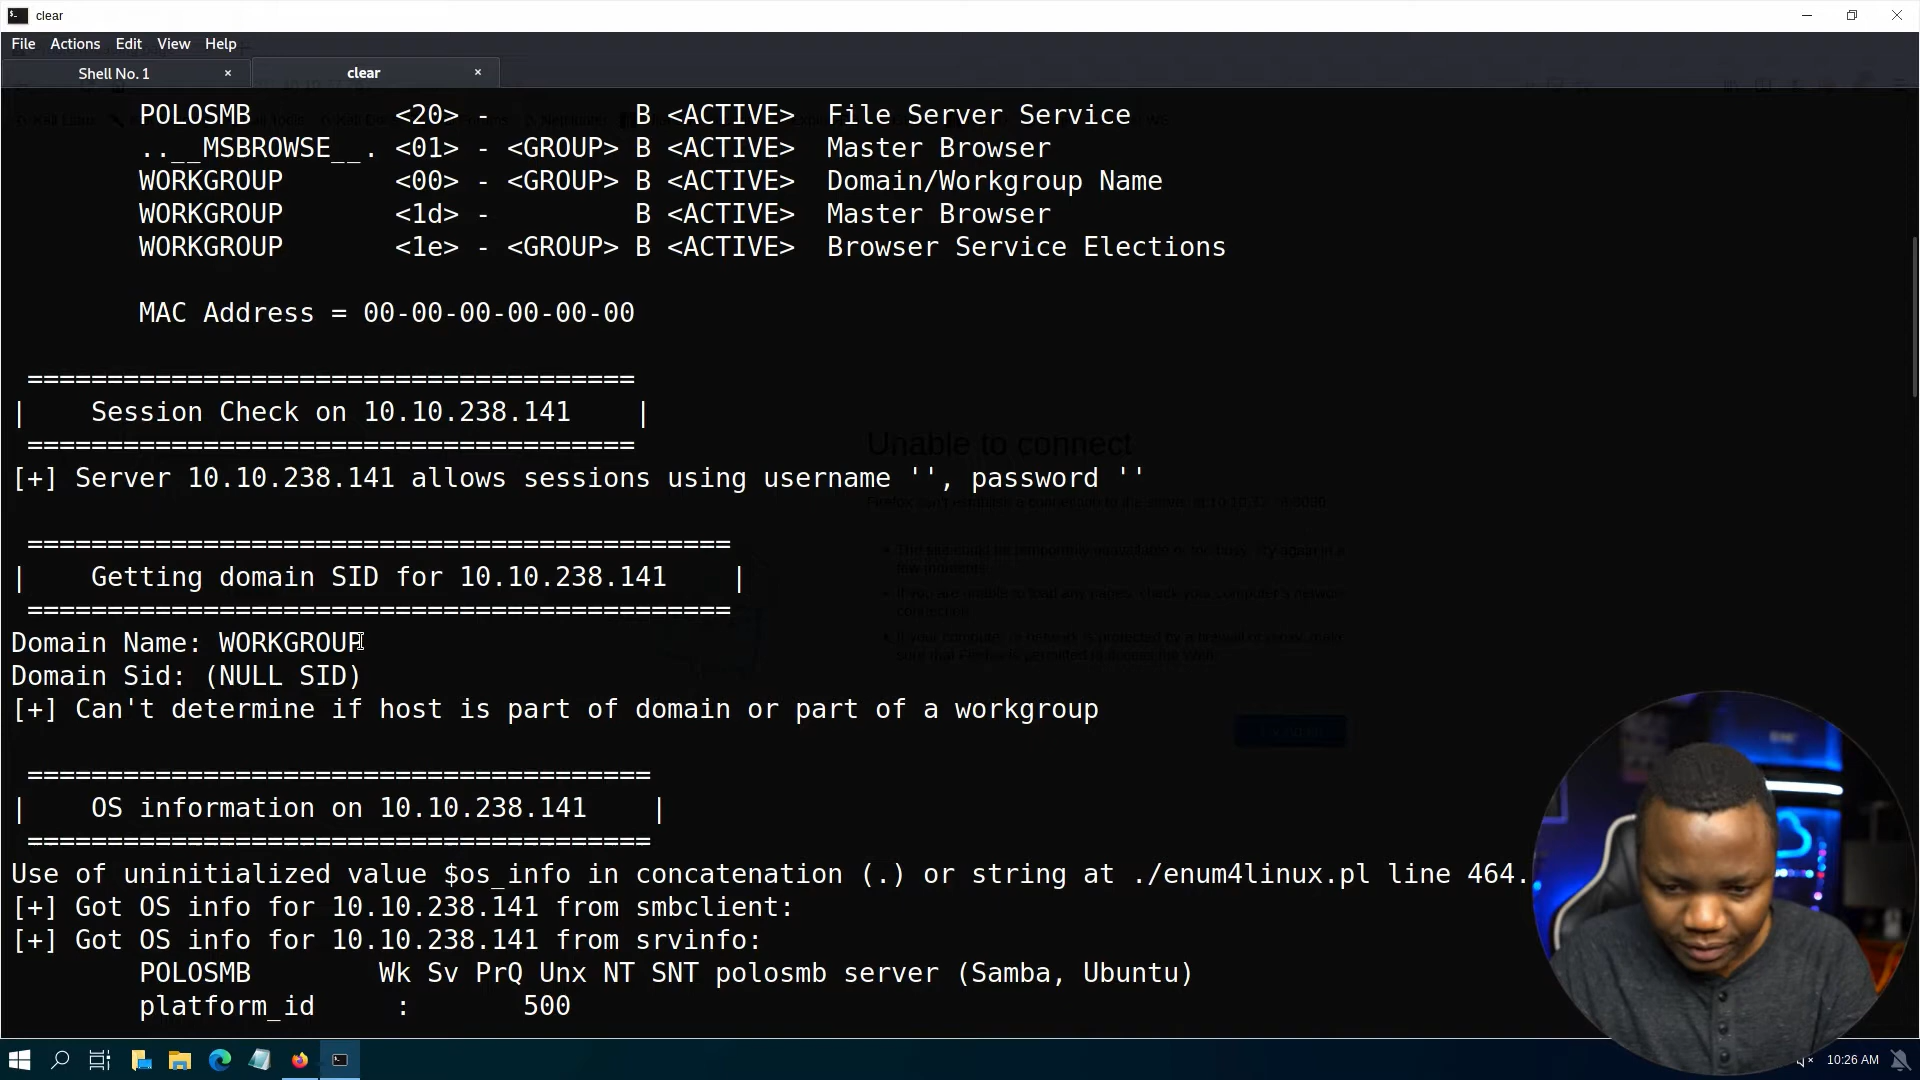 clear
File Actions Edit View Help
Shell No. 1 × clear ×
POLOSMB <20> - B <ACTIVE> File Server Service
..__MSBROWSE__. <01> - <GROUP> B <ACTIVE> Master Browser
WORKGROUP <00> - <GROUP> B <ACTIVE> Domain/Workgroup Name
WORKGROUP <1d> - B <ACTIVE> Master Browser
WORKGROUP <1e> - <GROUP> B <ACTIVE> Browser Service Elections
MAC Address = 00-00-00-00-00-00
======================================
| Session Check on 10.10.238.141 |
======================================
[+] Server 10.10.238.141 allows sessions using username '', password ''
Unable to connect
============================================
| Getting domain SID for 10.10.238.141 |
============================================
Domain Name: WORKGROUP
Domain Sid: (NULL SID)
[+] Can't determine if host is part of domain or part of a workgroup
=======================================
| OS information on 10.10.238.141 |
=======================================
Use of uninitialized value $os_info in concatenation (.) or string at ./enum4linux.pl line 464.
[+] Got OS info for 10.10.238.141 from smbclient:
[+] Got OS info for 10.10.238.141 from srvinfo:
POLOSMB Wk Sv PrQ Unx NT SNT polosmb server (Samba, Ubuntu)
platform_id : 500
10:26 AM